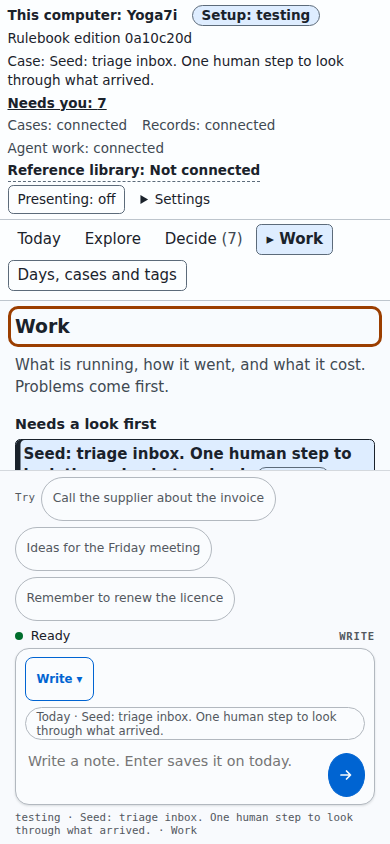 This computer: Yoga7i Setup: testing
Rulebook edition 0a10c20d
Case: Seed: triage inbox. One human step to look
through what arrived.
Needs you: 7
Cases: connected Records: connected
Agent work: connected
Reference library: Not connected
Presenting: off ▶ Settings
Today Explore Decide (7) ▸ Work
Days, cases and tags
Work
What is running, how it went, and what it cost.
Problems come first.
Needs a look first
Seed: triage inbox. One human step to
Try Call the supplier about the invoice
Ideas for the Friday meeting
Remember to renew the licence
Ready WRITE
Write ▾
Today · Seed: triage inbox. One human step to look
through what arrived.
Write a note. Enter saves it on today.
testing · Seed: triage inbox. One human step to look
through what arrived. · Work